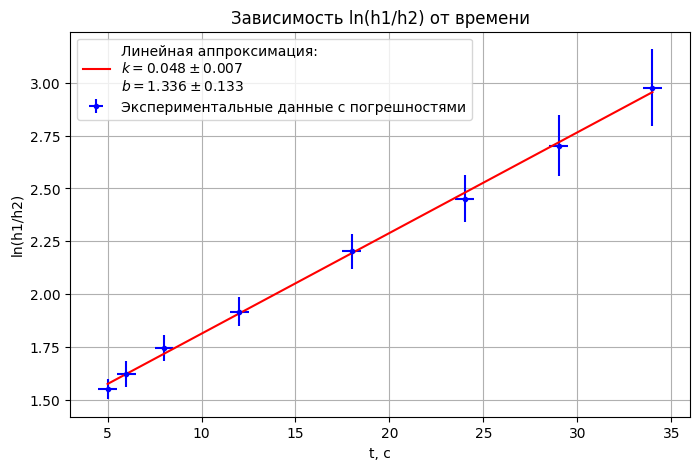 Зависимость ln(h1/h2) от времени
Линейная аппроксимация:
k = 0.048 ± 0.007
b = 1.336 ± 0.133
Экспериментальные данные с погрешностями
ln(h1/h2)
3.00
2.75
2.50
2.25
2.00
1.75
1.50
5 10 15 20 25 30 35
t, с